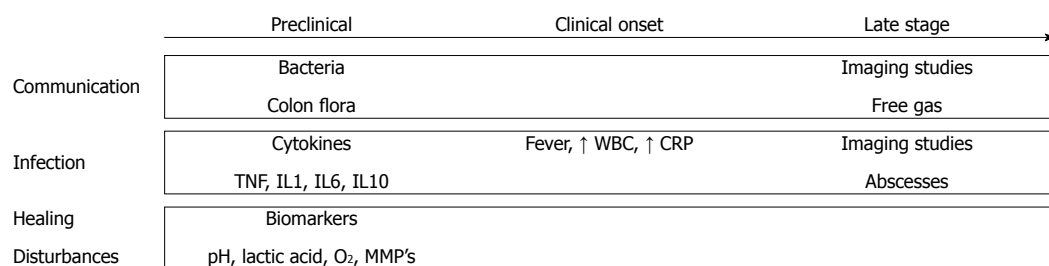 Preclinical Clinical onset Late stage
Communication
Bacteria Imaging studies
Colon flora Free gas
Infection
Cytokines Fever, ↑ WBC, ↑ CRP Imaging studies
TNF, IL1, IL6, IL10 Abscesses
Healing Biomarkers
Disturbances pH, lactic acid, O₂, MMP's